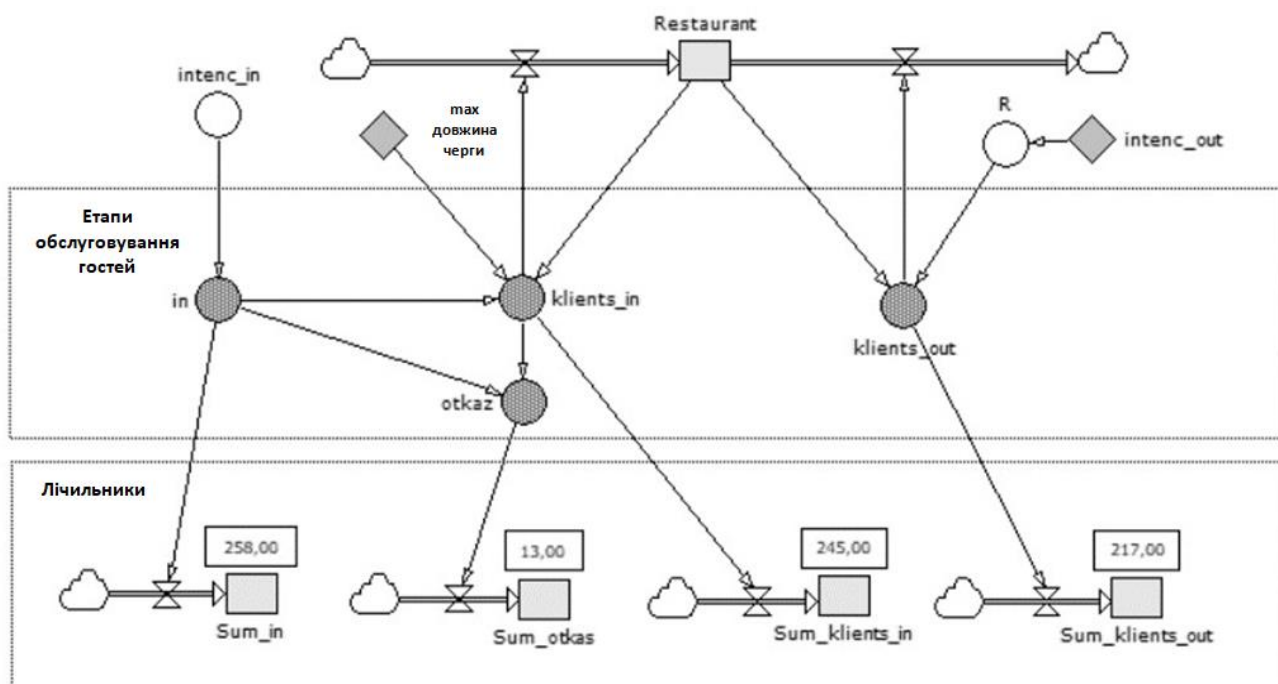 Restaurant
intenc_in
max
довжина
черги
R
intenc_out
Етапи
обслуговування
гостей
in
klients_in
klients_out
otkaz
Лічильники
258,00
13,00
245,00
217,00
Sum_in
Sum_otkas
Sum_klients_in
Sum_klients_out